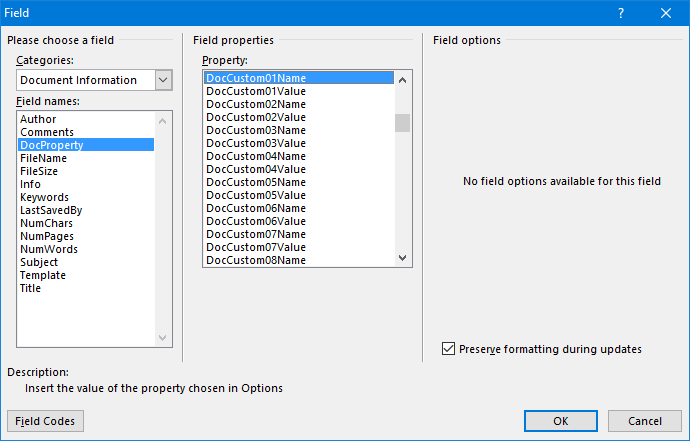 Field
?
Please choose a field
Categories:
Document Information
Field names:
Author
Comments
DocProperty
FileName
FileSize
Info
Keywords
LastSavedBy
NumChars
NumPages
NumWords
Subject
Template
Title
Field properties
Property:
DocCustom01Name
DocCustom01Value
DocCustom02Name
DocCustom02Value
DocCustom03Name
DocCustom03Value
DocCustom04Name
DocCustom04Value
DocCustom05Name
DocCustom05Value
DocCustom06Name
DocCustom06Value
DocCustom07Name
DocCustom07Value
DocCustom08Name
Field options
No field options available for this field
Preserve formatting during updates
Description:
Insert the value of the property chosen in Options
Field Codes
OK
Cancel